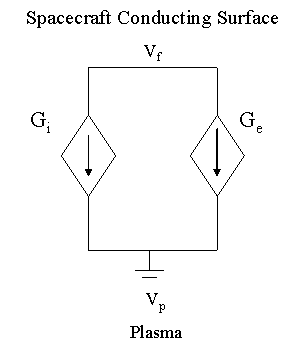 Spacecraft Conducting Surface
Vf
Gi Ge
Vp
Plasma